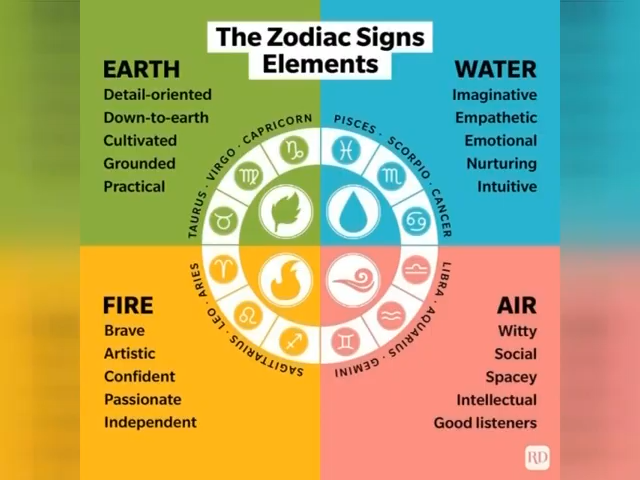 The Zodiac Signs
Elements
EARTH
Detail-oriented
Down-to-earth
Cultivated
Grounded
Practical
WATER
Imaginative
Empathetic
Emotional
Nurturing
Intuitive
TAURUS · VIRGO · CAPRICORN
PISCES · SCORPIO · CANCER
ARIES · LEO · SAGITTARIUS
LIBRA · AQUARIUS · GEMINI
FIRE
Brave
Artistic
Confident
Passionate
Independent
AIR
Witty
Social
Spacey
Intellectual
Good listeners
RD